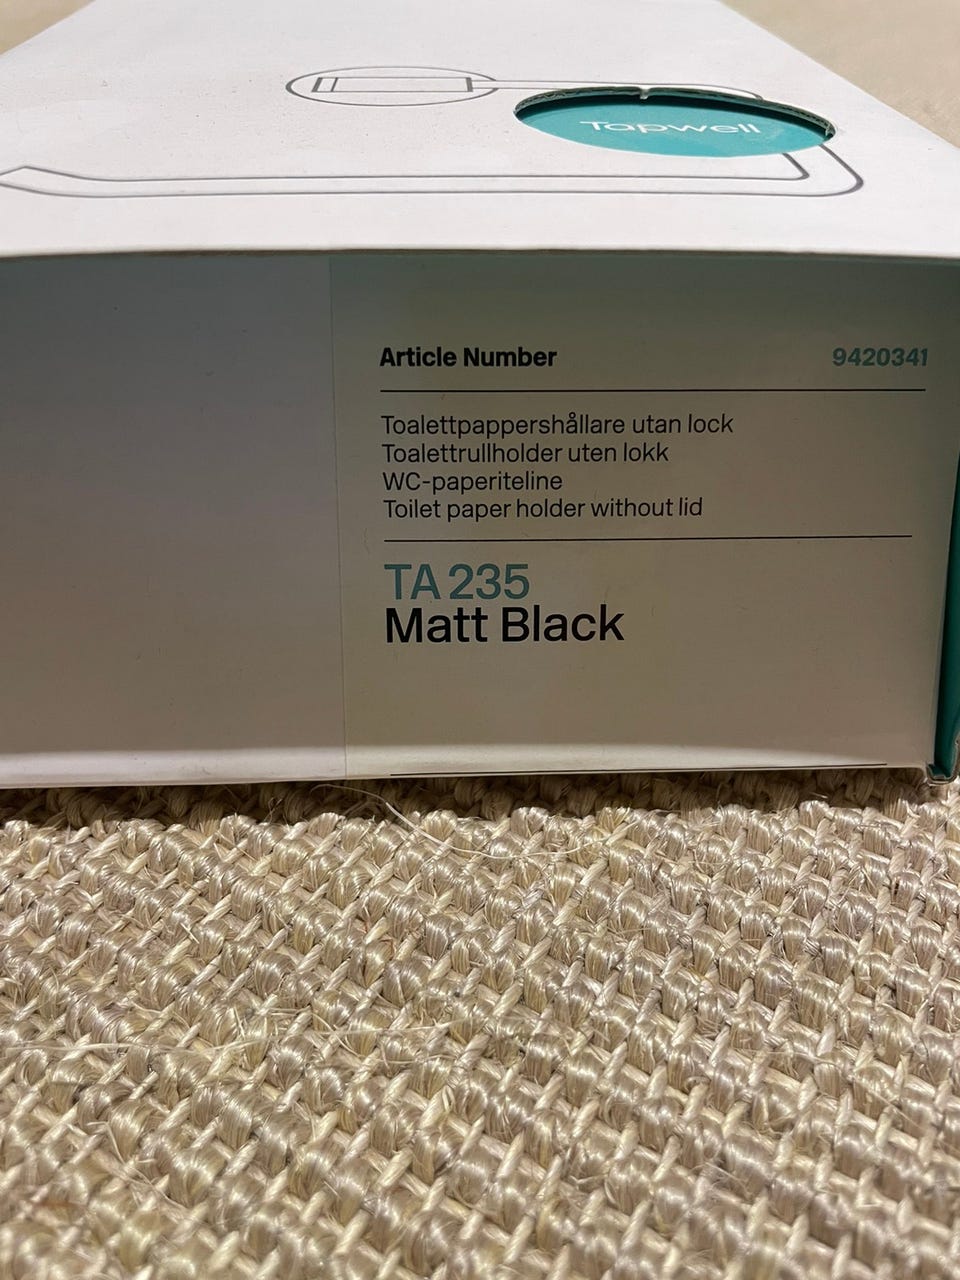 Tapwell
Article Number 9420341
Toalettpappershållare utan lock
Toalettrullholder uten lokk
WC-paperiteline
Toilet paper holder without lid
TA 235
Matt Black